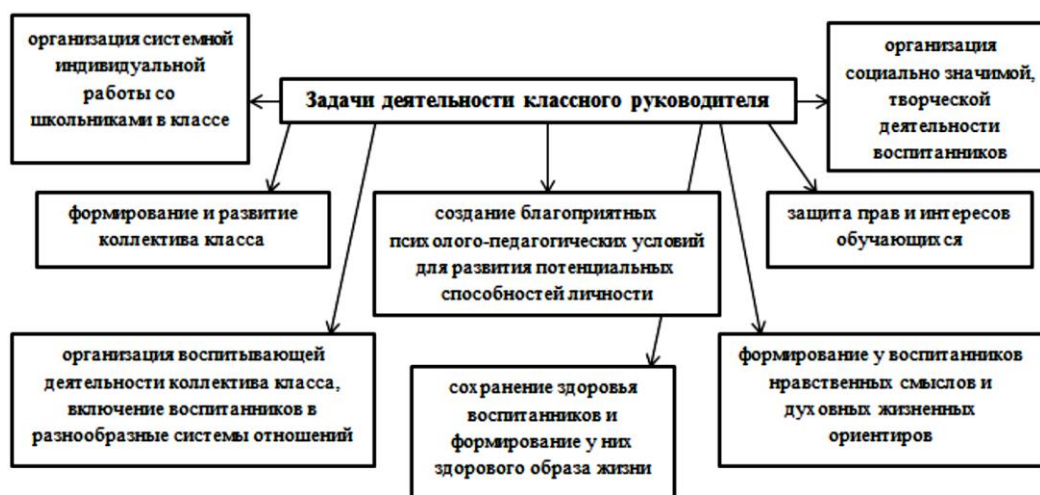 Задачи деятельности классного руководителя
организация системной
индивидуальной
работы со
школьниками в классе
организация
социально значимой,
творческой
деятельности
воспитанников
формирование и развитие
коллектива класса
создание благоприятных
психолого-педагогических условий
для развития потенциальных
способностей личности
защита прав и интересов
обучающихся
организация воспитывающей
деятельности коллектива класса,
включение воспитанников в
разнообразные системы отношений
сохранение здоровья
воспитанников и
формирование у них
здорового образа жизни
формирование у воспитанников
нравственных смыслов и
духовных жизненных
ориентиров